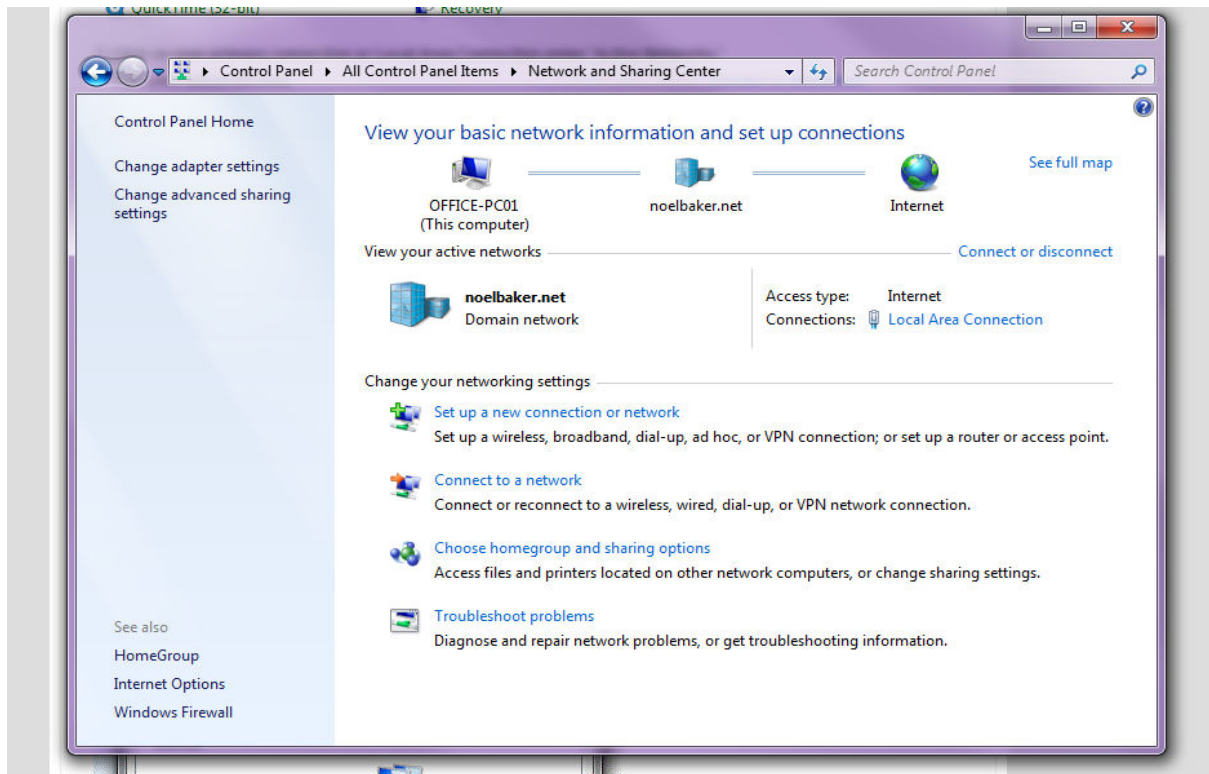 QuickTime (32-bit) Recovery
Control Panel All Control Panel Items Network and Sharing Center Search Control Panel
Control Panel Home
Change adapter settings
Change advanced sharing
settings
View your basic network information and set up connections
See full map
OFFICE-PC01 noelbaker.net Internet
(This computer)
View your active networks Connect or disconnect
noelbaker.net
Domain network
Access type: Internet
Connections: Local Area Connection
Change your networking settings
Set up a new connection or network
Set up a wireless, broadband, dial-up, ad hoc, or VPN connection; or set up a router or access point.
Connect to a network
Connect or reconnect to a wireless, wired, dial-up, or VPN network connection.
Choose homegroup and sharing options
Access files and printers located on other network computers, or change sharing settings.
Troubleshoot problems
Diagnose and repair network problems, or get troubleshooting information.
See also
HomeGroup
Internet Options
Windows Firewall